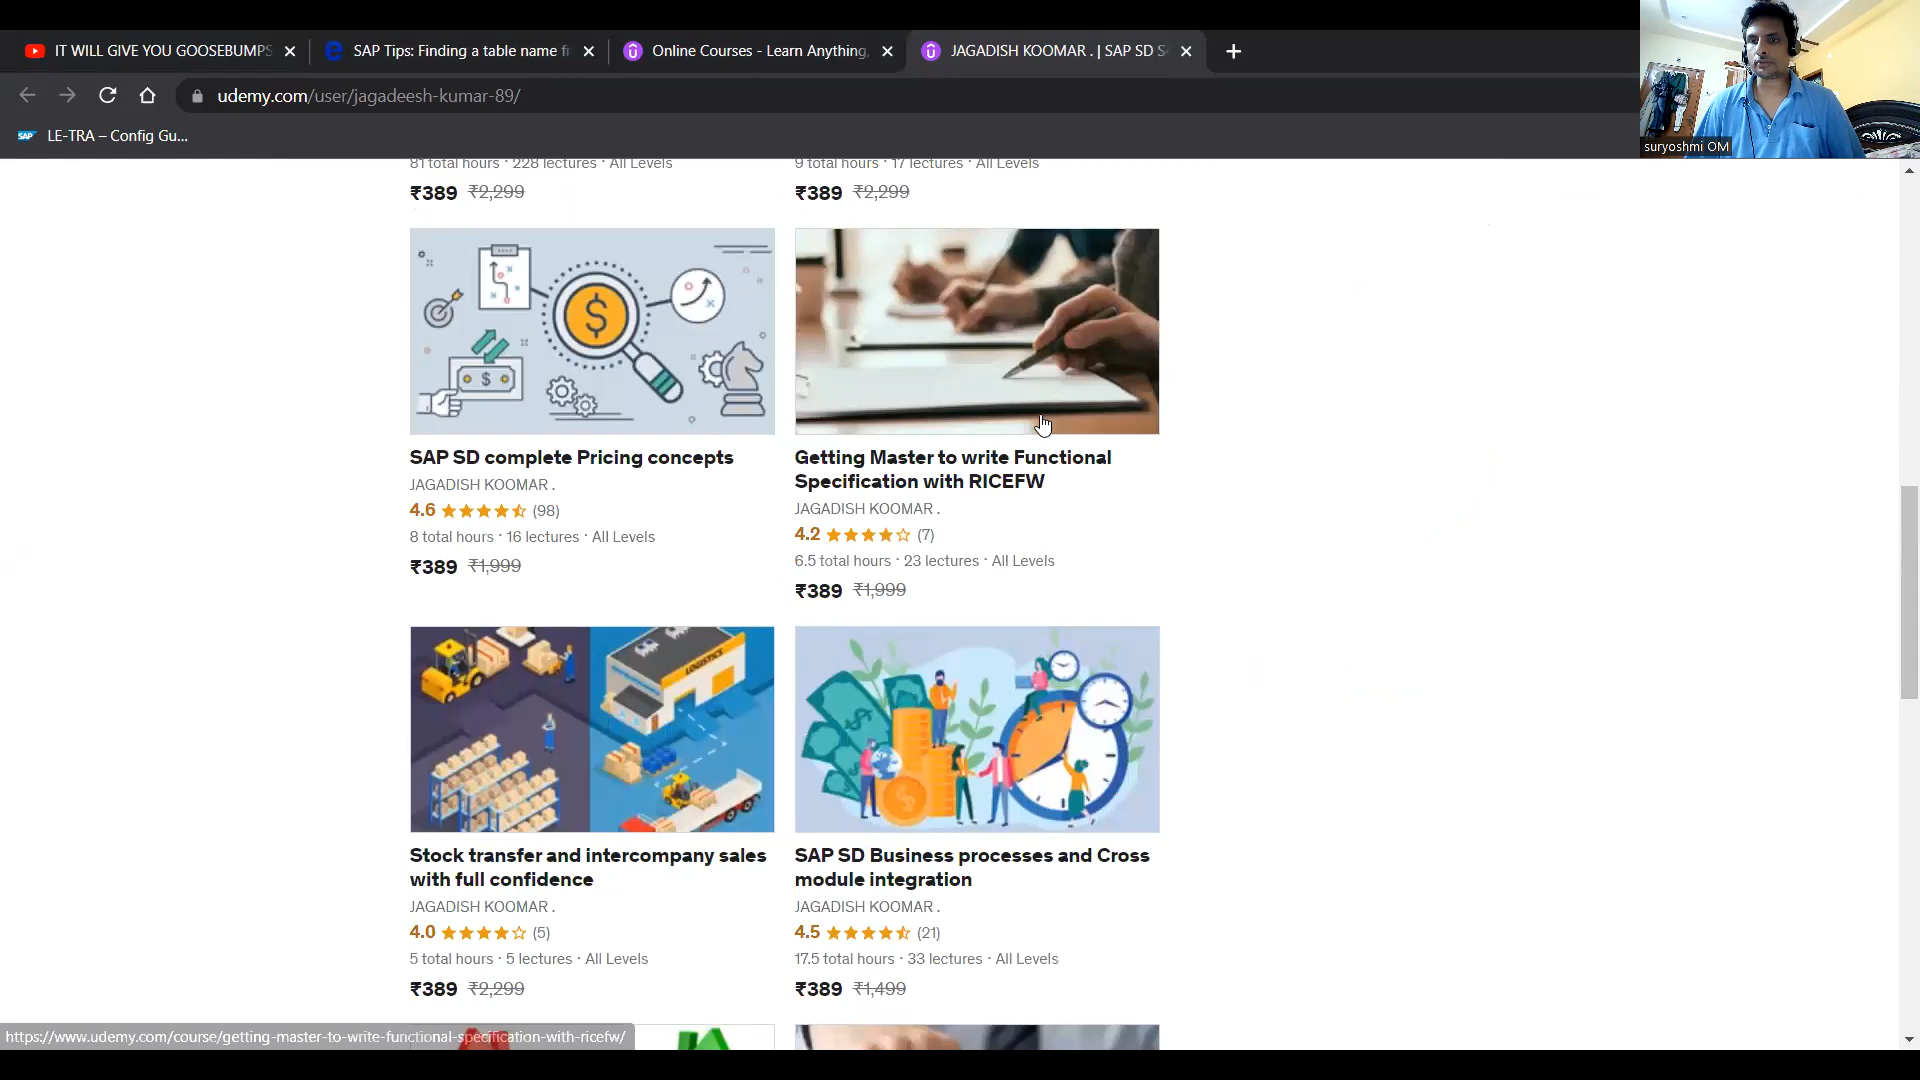 IT WILL GIVE YOU GOOSEBUMPS
SAP Tips: Finding a table name fr
Online Courses - Learn Anything,
JAGADISH KOOMAR . | SAP SD S
udemy.com/user/jagadeesh-kumar-89/
SAP LE-TRA – Config Gu...
suryoshmi OM
81 total hours · 228 lectures · All Levels
₹389 ₹2,299
9 total hours · 17 lectures · All Levels
₹389 ₹2,299
SAP SD complete Pricing concepts
JAGADISH KOOMAR .
4.6 (98)
8 total hours · 16 lectures · All Levels
₹389 ₹1,999
Getting Master to write Functional
Specification with RICEFW
JAGADISH KOOMAR .
4.2 (7)
6.5 total hours · 23 lectures · All Levels
₹389 ₹1,999
LOGISTICS
Stock transfer and intercompany sales
with full confidence
JAGADISH KOOMAR .
4.0 (5)
5 total hours · 5 lectures · All Levels
₹389 ₹2,299
SAP SD Business processes and Cross
module integration
JAGADISH KOOMAR .
4.5 (21)
17.5 total hours · 33 lectures · All Levels
₹389 ₹1,499
https://www.udemy.com/course/getting-master-to-write-functional-specification-with-ricefw/